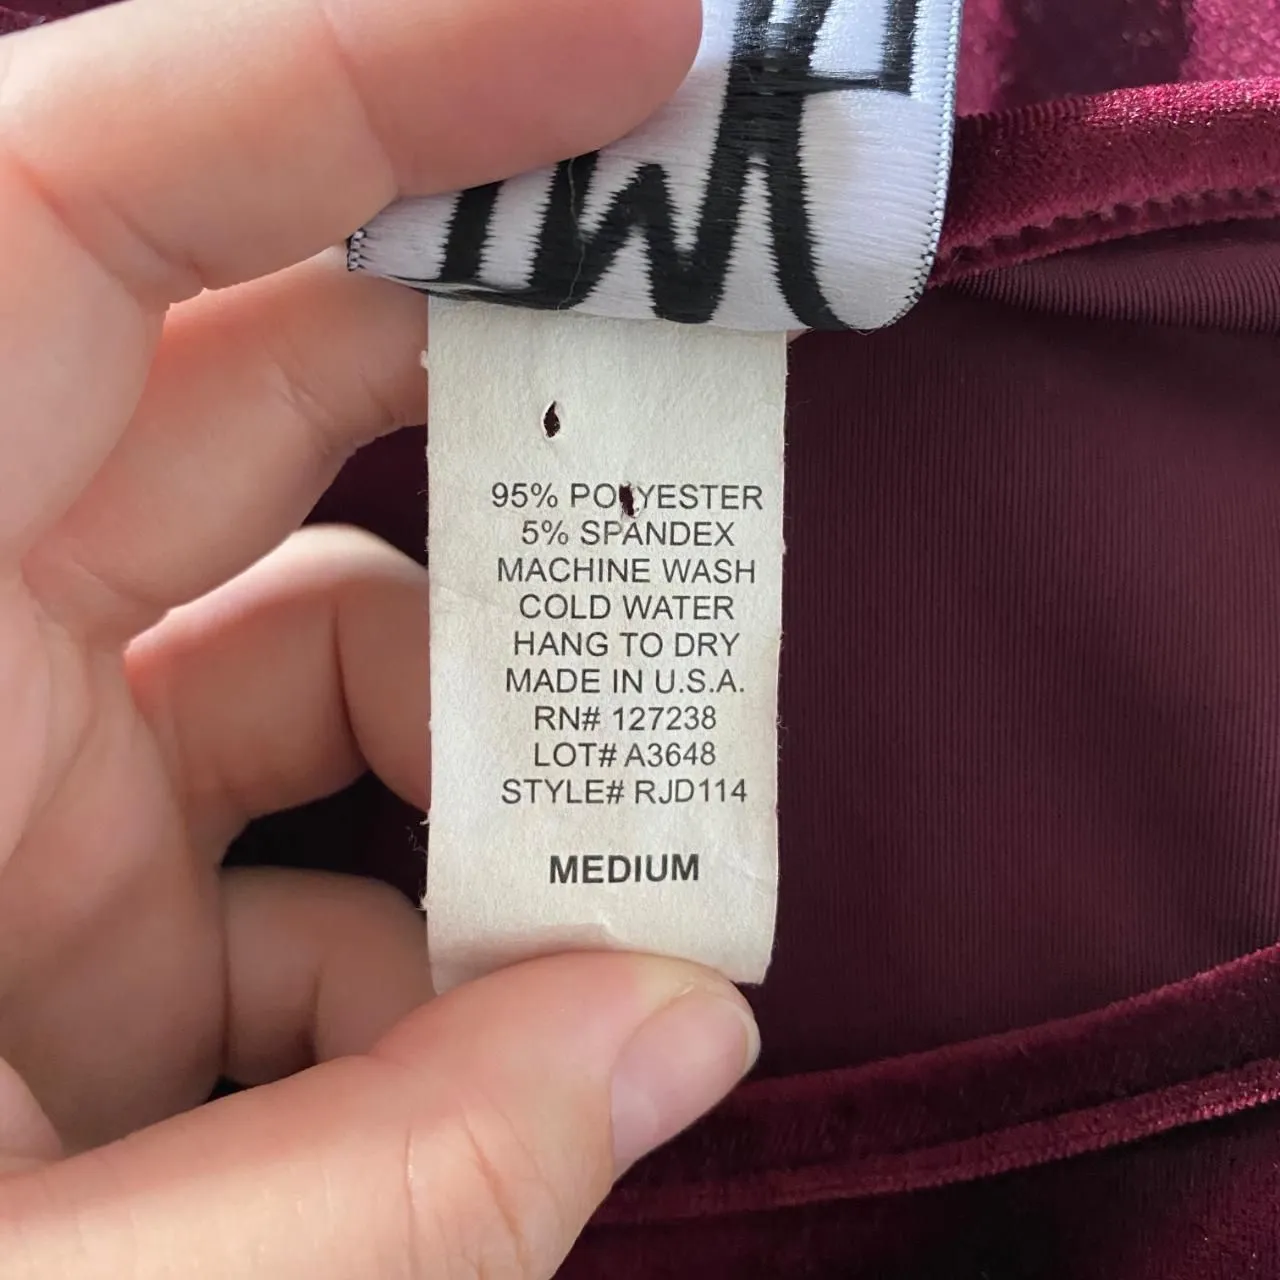 95% POLYESTER
5% SPANDEX
MACHINE WASH
COLD WATER
HANG TO DRY
MADE IN U.S.A.
RN# 127238
LOT# A3648
STYLE# RJD114
MEDIUM